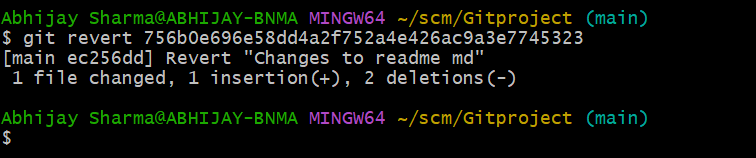 Abhijay Sharma@ABHIJAY-BNMA MINGW64 ~/scm/Gitproject (main)
$ git revert 756b0e696e58dd4a2f752a4e426ac9a3e7745323
[main ec256dd] Revert "Changes to readme md"
 1 file changed, 1 insertion(+), 2 deletions(-)
Abhijay Sharma@ABHIJAY-BNMA MINGW64 ~/scm/Gitproject (main)
$